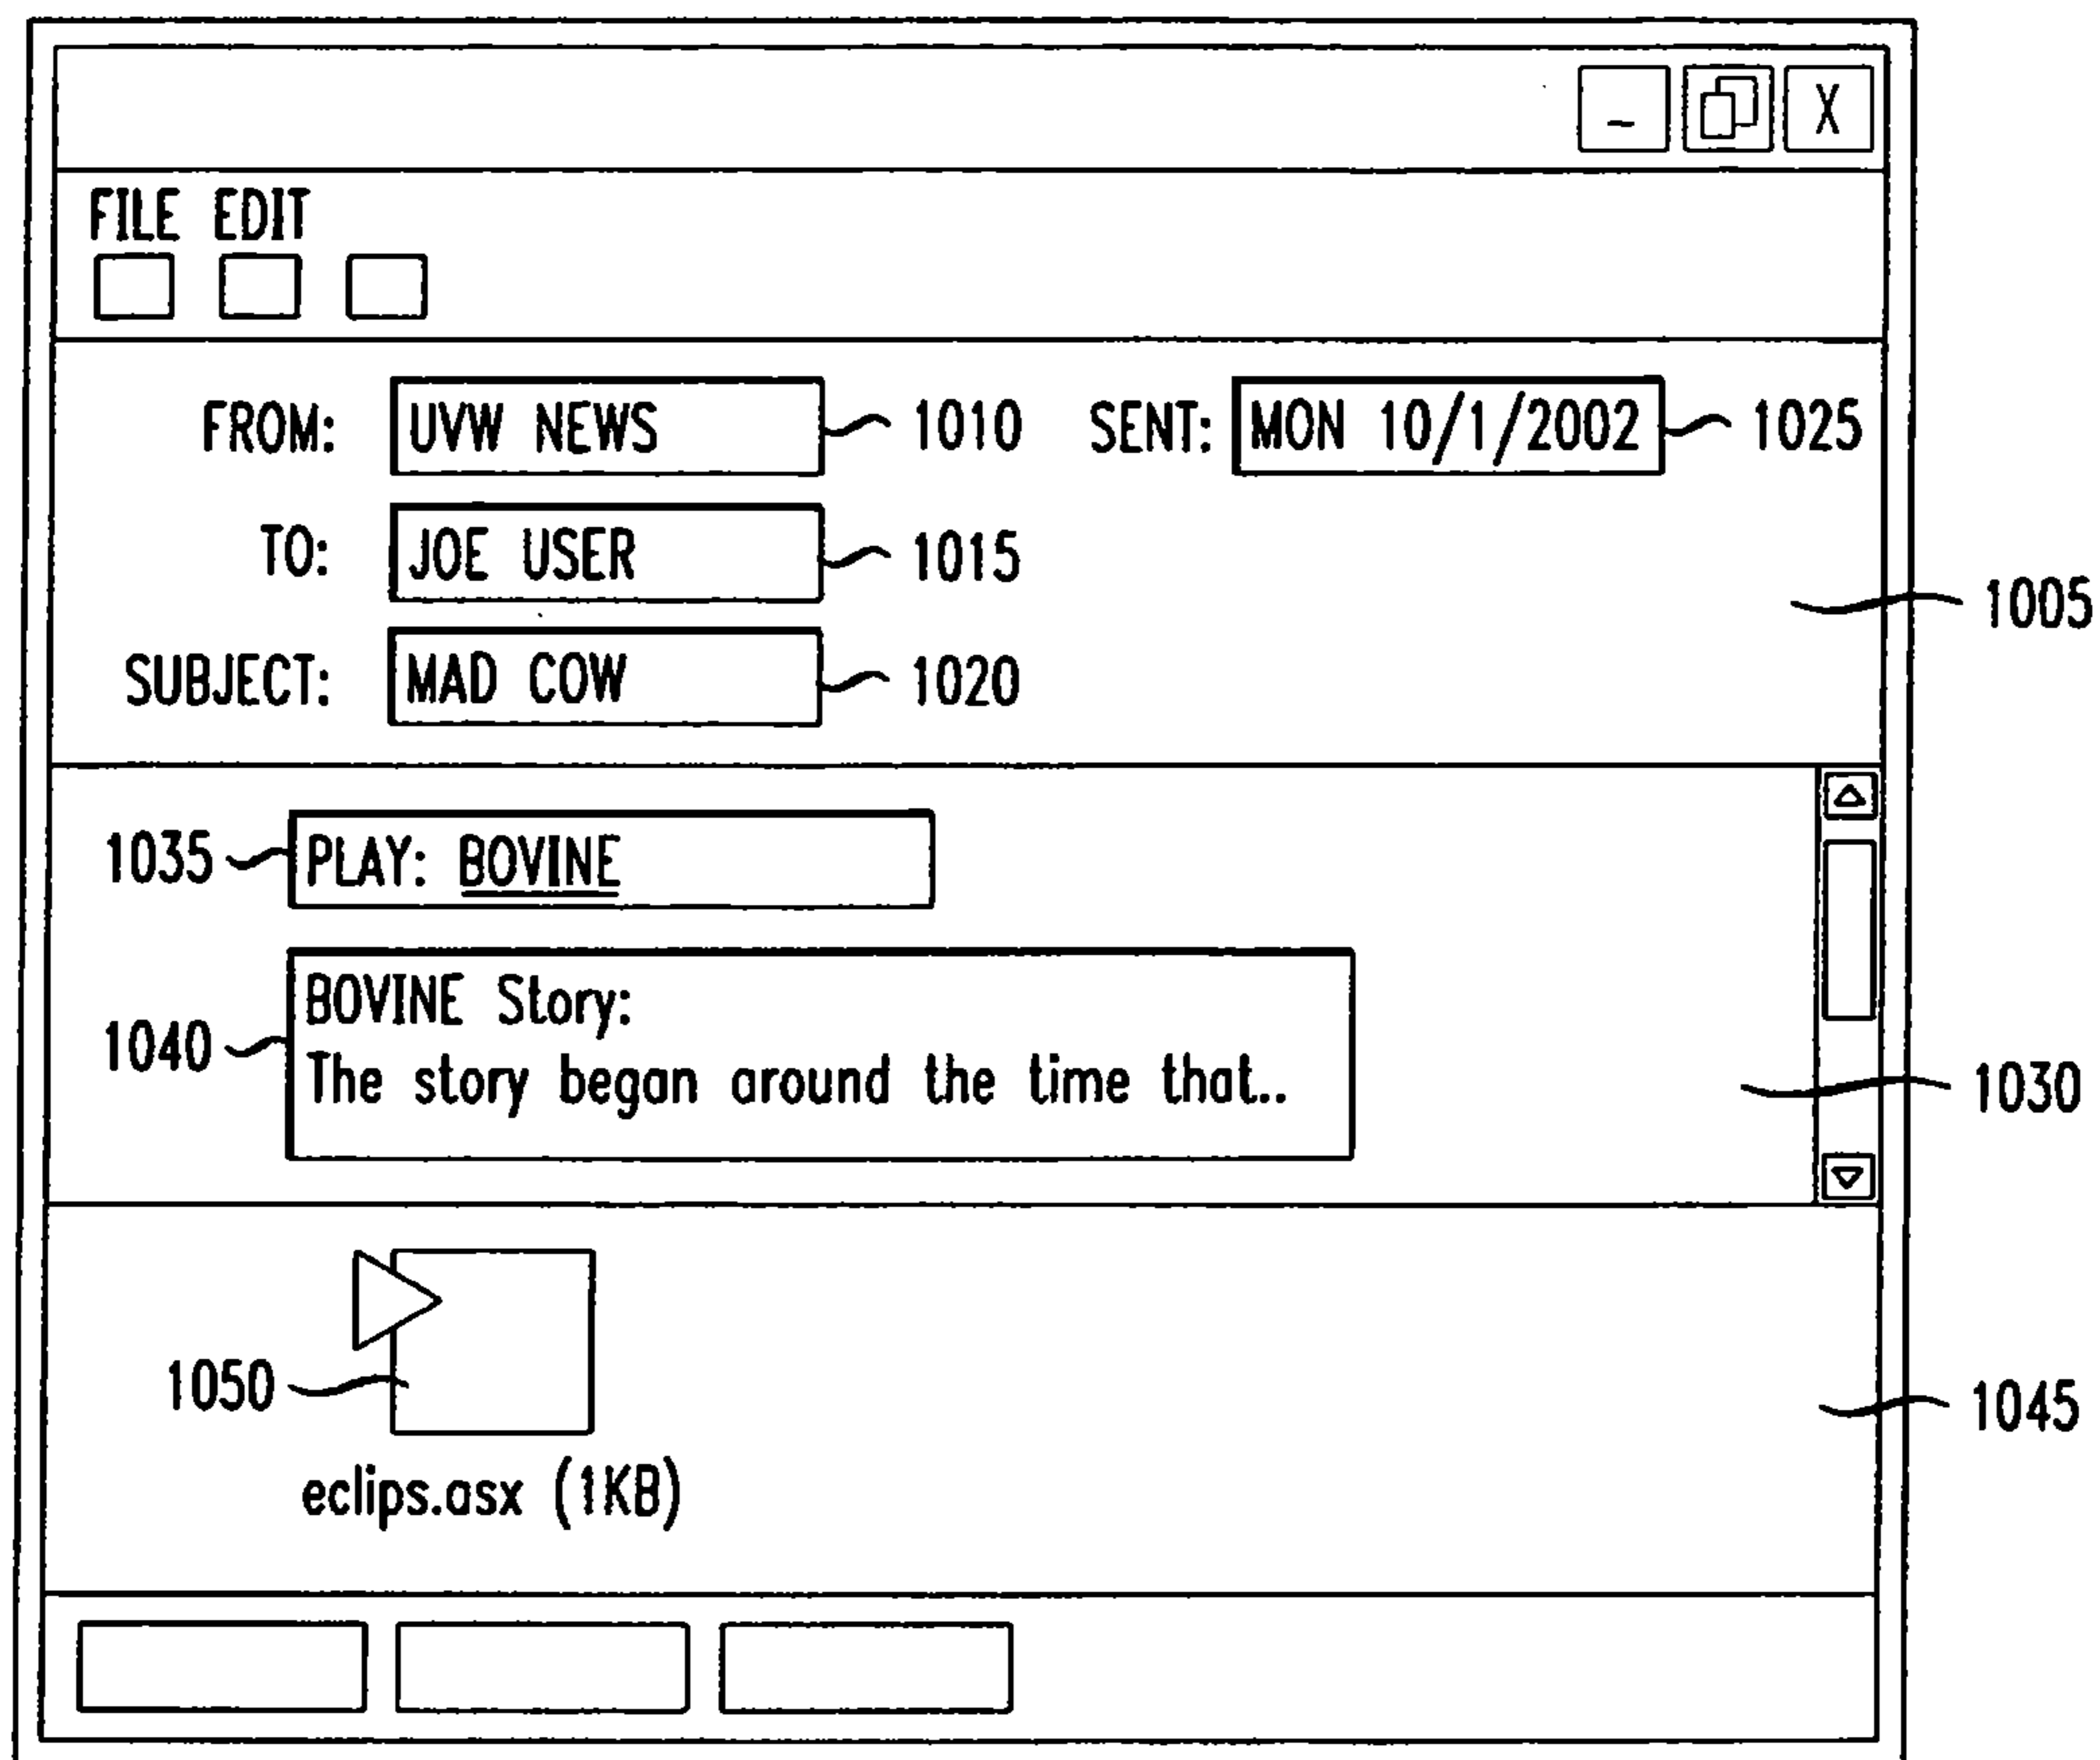 X
FILE EDIT
FROM: UVW NEWS 1010 SENT: MON 10/1/2002 1025
TO: JOE USER 1015
1005
SUBJECT: MAD COW 1020
1035 PLAY: BOVINE
BOVINE Story:
1040
The story began around the time that.. 1030
1050
1045
eclips.asx (1KB)